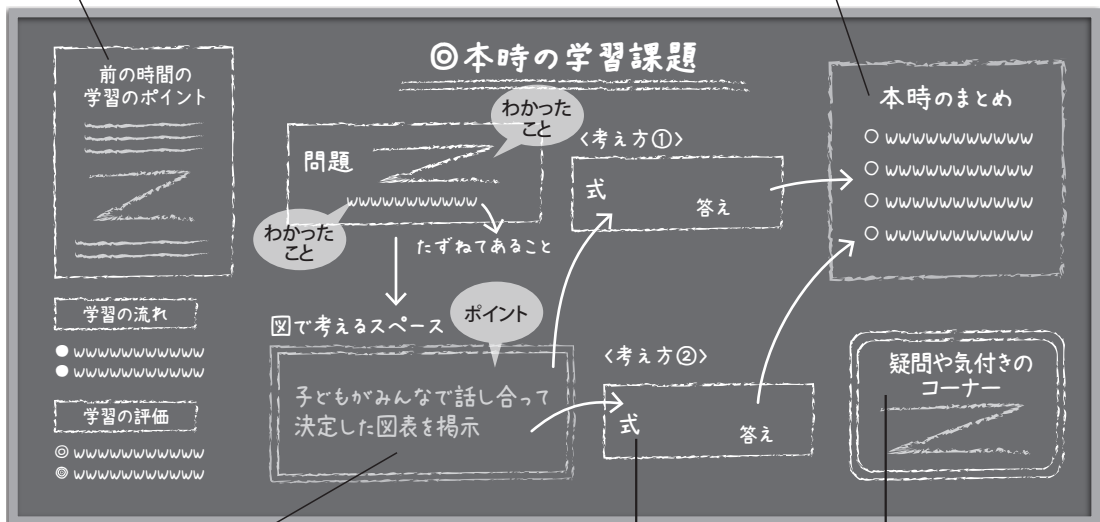 ◎本時の学習課題
前の時間の
学習のポイント
学習の流れ
学習の評価
問題
わかった
こと
わかった
こと
たずねてあること
図で考えるスペース
ポイント
子どもがみんなで話し合って
決定した図表を掲示
〈考え方①〉
式
答え
〈考え方②〉
式
答え
本時のまとめ
疑問や気付きの
コーナー